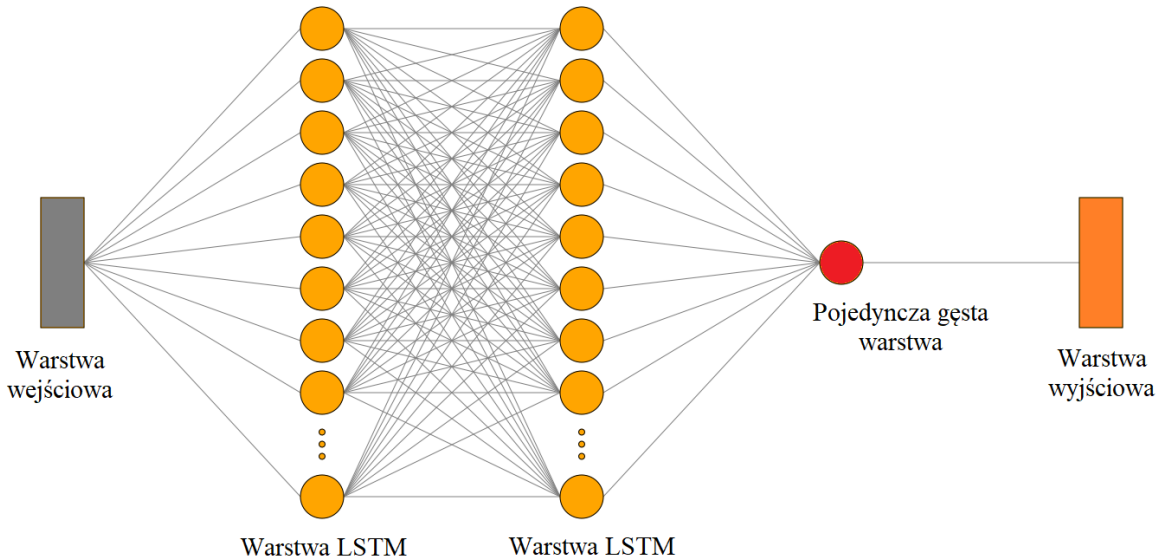 Warstwa
wejściowa
Warstwa LSTM
Warstwa LSTM
Pojedyncza gęsta
warstwa
Warstwa
wyjściowa